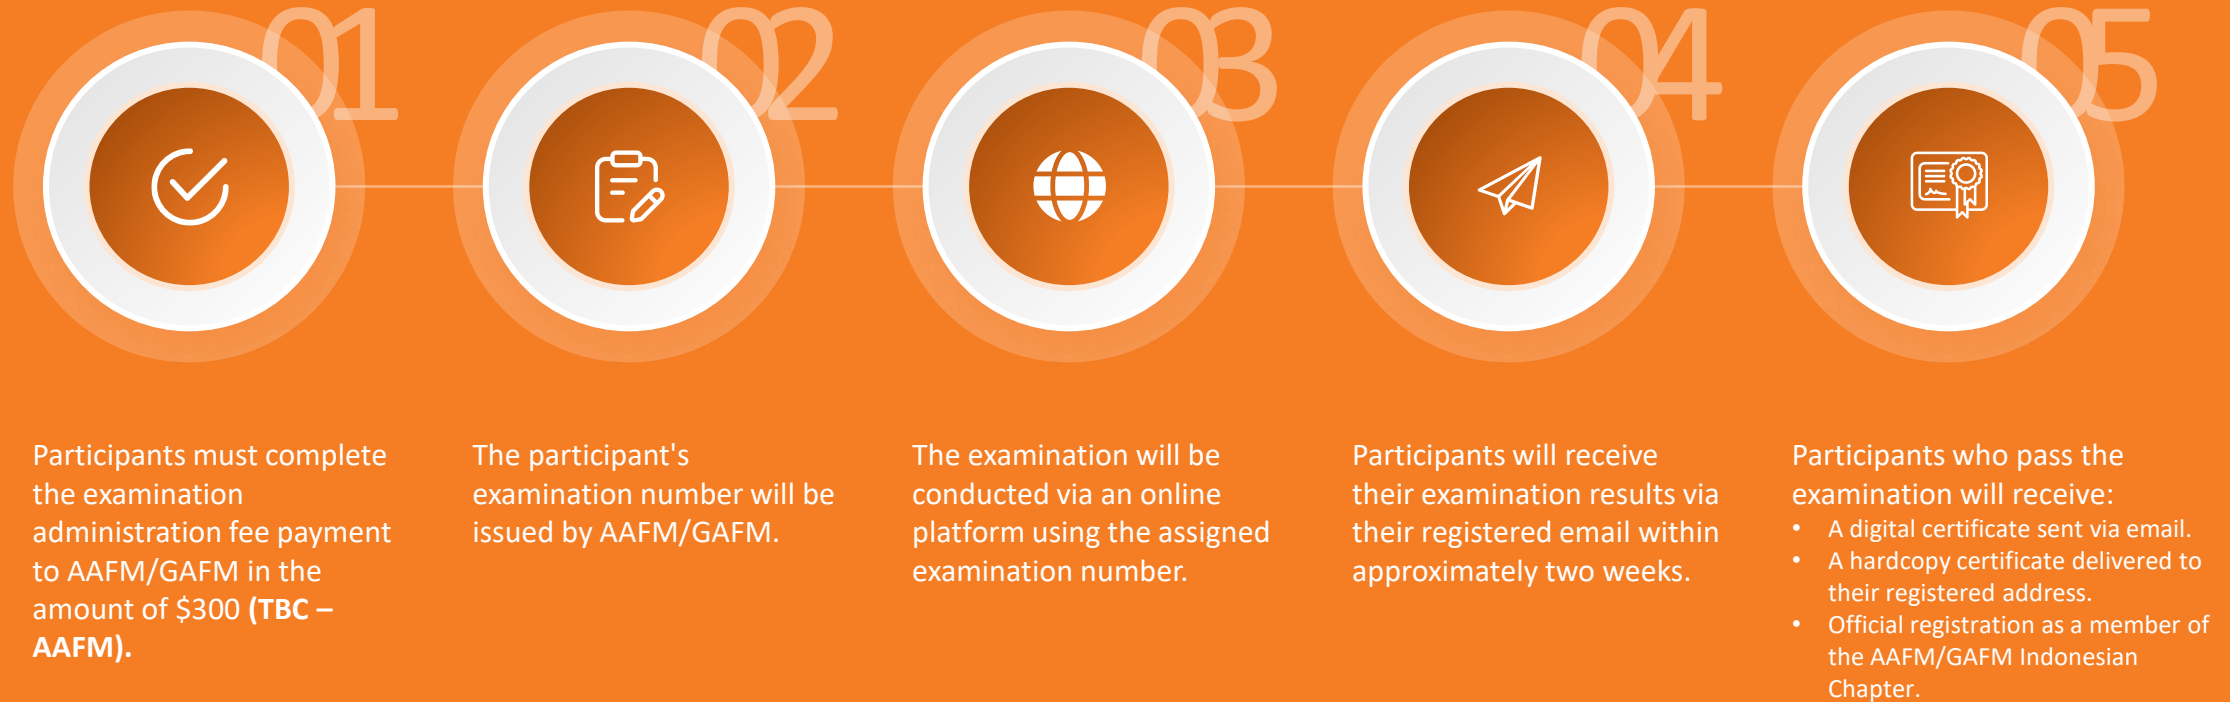 01
Participants must complete
the examination
administration fee payment
to AAFM/GAFM in the
amount of $300 (TBC –
AAFM).
02
The participant's
examination number will be
issued by AAFM/GAFM.
03
The examination will be
conducted via an online
platform using the assigned
examination number.
04
Participants will receive
their examination results via
their registered email within
approximately two weeks.
05
Participants who pass the
examination will receive:
• A digital certificate sent via email.
• A hardcopy certificate delivered to
their registered address.
• Official registration as a member of
the AAFM/GAFM Indonesian
Chapter.